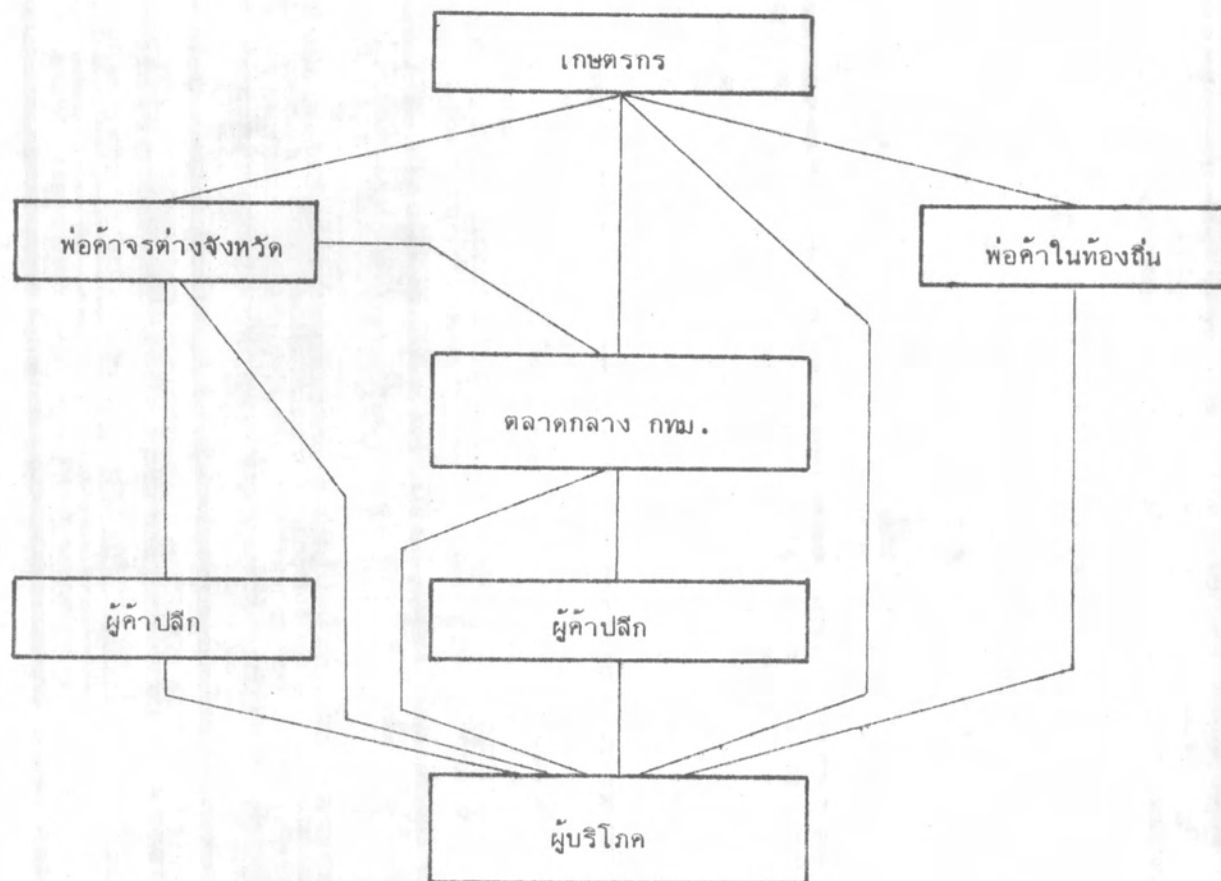 เกษตรกร
พ่อค้าจรต่างจังหวัด
พ่อค้าในท้องถิ่น
ตลาดกลาง กทม.
ผู้ค้าปลีก
ผู้ค้าปลีก
ผู้บริโภค